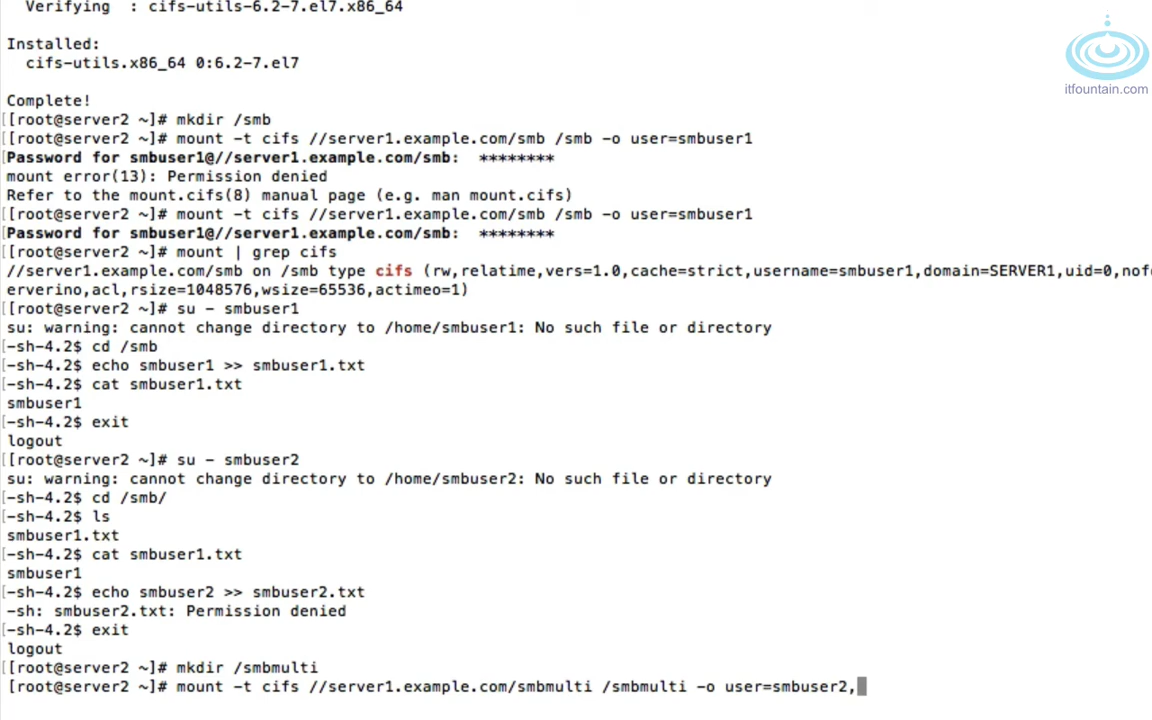 Verifying  : cifs-utils-6.2-7.el7.x86_64
Installed:
cifs-utils.x86_64 0:6.2-7.el7
itfountain.com
Complete!
[[root@server2 ~]# mkdir /smb
[[root@server2 ~]# mount -t cifs //server1.example.com/smb /smb -o user=smbuser1
[Password for smbuser1@//server1.example.com/smb:  ********
mount error(13): Permission denied
Refer to the mount.cifs(8) manual page (e.g. man mount.cifs)
[[root@server2 ~]# mount -t cifs //server1.example.com/smb /smb -o user=smbuser1
[Password for smbuser1@//server1.example.com/smb:  ********
[[root@server2 ~]# mount | grep cifs
//server1.example.com/smb on /smb type cifs (rw,relatime,vers=1.0,cache=strict,username=smbuser1,domain=SERVER1,uid=0,nof
erverino,acl,rsize=1048576,wsize=65536,actimeo=1)
[[root@server2 ~]# su - smbuser1
su: warning: cannot change directory to /home/smbuser1: No such file or directory
[-sh-4.2$ cd /smb
[-sh-4.2$ echo smbuser1 >> smbuser1.txt
[-sh-4.2$ cat smbuser1.txt
smbuser1
[-sh-4.2$ exit
logout
[[root@server2 ~]# su - smbuser2
su: warning: cannot change directory to /home/smbuser2: No such file or directory
[-sh-4.2$ cd /smb/
[-sh-4.2$ ls
smbuser1.txt
[-sh-4.2$ cat smbuser1.txt
smbuser1
[-sh-4.2$ echo smbuser2 >> smbuser2.txt
-sh: smbuser2.txt: Permission denied
[-sh-4.2$ exit
logout
[[root@server2 ~]# mkdir /smbmulti
[root@server2 ~]# mount -t cifs //server1.example.com/smbmulti /smbmulti -o user=smbuser2,